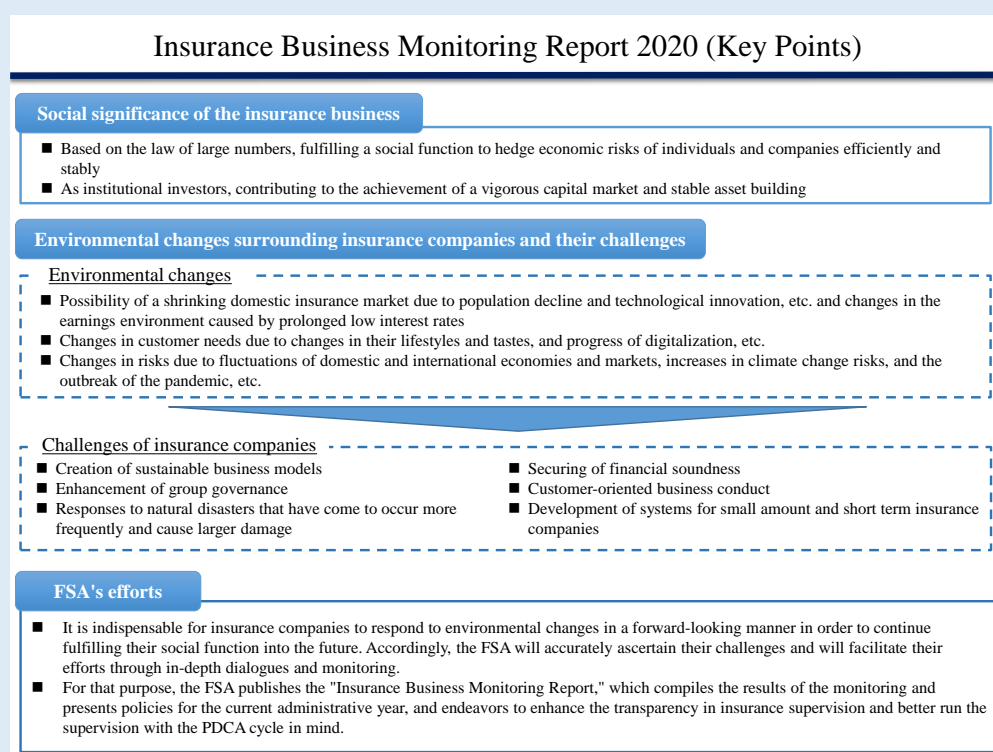 Insurance Business Monitoring Report 2020 (Key Points)
Social significance of the insurance business
■ Based on the law of large numbers, fulfilling a social function to hedge economic risks of individuals and companies efficiently and
stably
■ As institutional investors, contributing to the achievement of a vigorous capital market and stable asset building
Environmental changes surrounding insurance companies and their challenges
Environmental changes
■ Possibility of a shrinking domestic insurance market due to population decline and technological innovation, etc. and changes in the
earnings environment caused by prolonged low interest rates
■ Changes in customer needs due to changes in their lifestyles and tastes, and progress of digitalization, etc.
■ Changes in risks due to fluctuations of domestic and international economies and markets, increases in climate change risks, and the
outbreak of the pandemic, etc.
Challenges of insurance companies
■ Creation of sustainable business models
■ Enhancement of group governance
■ Responses to natural disasters that have come to occur more
frequently and cause larger damage
■ Securing of financial soundness
■ Customer-oriented business conduct
■ Development of systems for small amount and short term insurance
companies
FSA's efforts
■ It is indispensable for insurance companies to respond to environmental changes in a forward-looking manner in order to continue
fulfilling their social function into the future. Accordingly, the FSA will accurately ascertain their challenges and will facilitate their
efforts through in-depth dialogues and monitoring.
■ For that purpose, the FSA publishes the "Insurance Business Monitoring Report," which compiles the results of the monitoring and
presents policies for the current administrative year, and endeavors to enhance the transparency in insurance supervision and better run the
supervision with the PDCA cycle in mind.